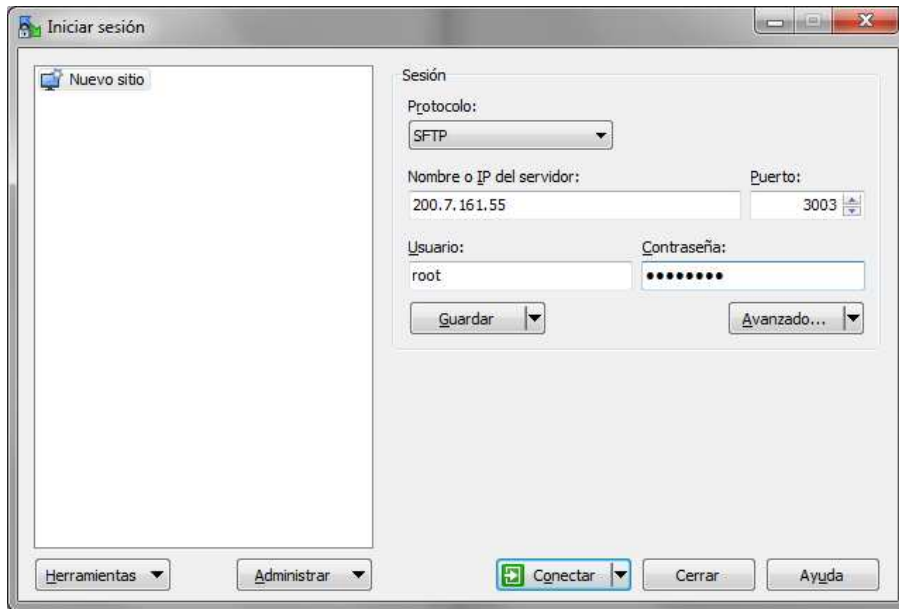 Iniciar sesión
Nuevo sitio
Sesión
Protocolo:
SFTP
Nombre o IP del servidor:
Puerto:
200.7.161.55
3003
Usuario:
Contraseña:
root
••••••••
Guardar
Avanzado...
Herramientas
Administrar
Conectar
Cerrar
Ayuda